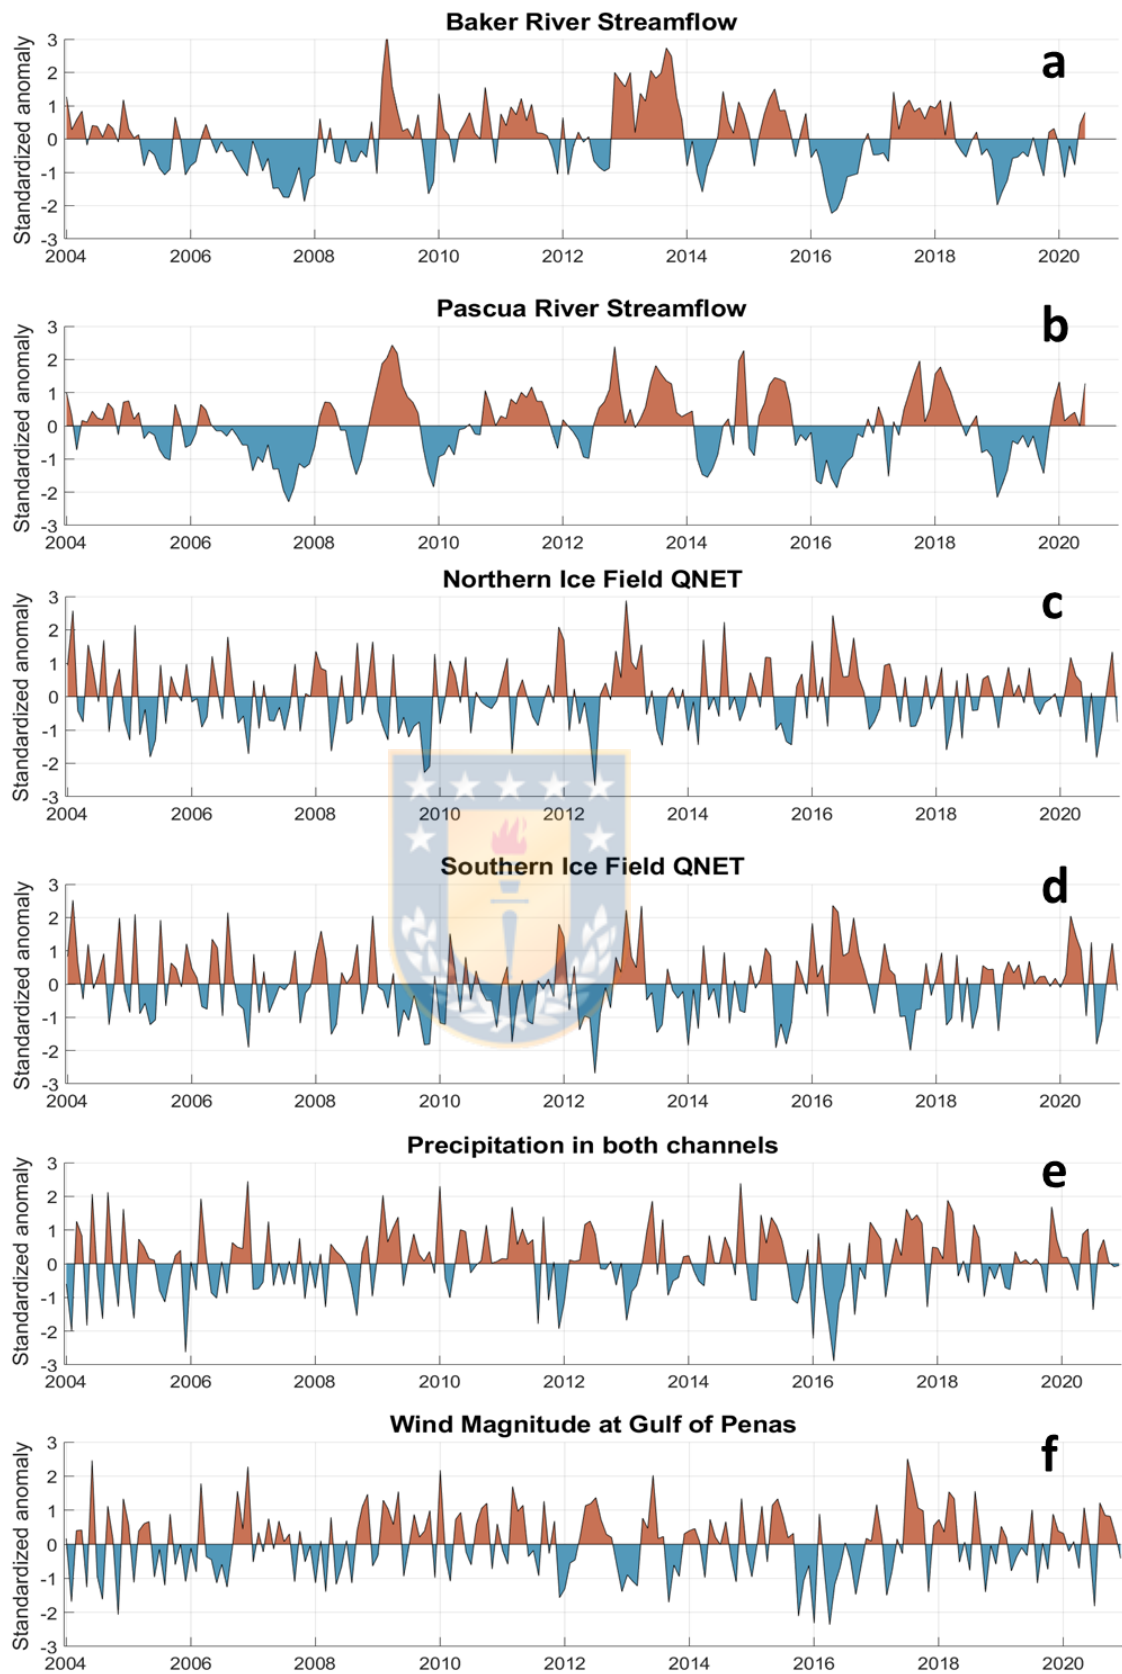 Baker River Streamflow
a
Standardized anomaly
3
2
1
0
-1
-2
-3
2004 2006 2008 2010 2012 2014 2016 2018 2020
Pascua River Streamflow
b
Standardized anomaly
3
2
1
0
-1
-2
-3
2004 2006 2008 2010 2012 2014 2016 2018 2020
Northern Ice Field QNET
c
Standardized anomaly
3
2
1
0
-1
-2
-3
2004 2006 2008 2010 2012 2014 2016 2018 2020
Southern Ice Field QNET
d
Standardized anomaly
3
2
1
0
-1
-2
-3
2004 2006 2008 2010 2012 2014 2016 2018 2020
Precipitation in both channels
e
Standardized anomaly
3
2
1
0
-1
-2
-3
2004 2006 2008 2010 2012 2014 2016 2018 2020
Wind Magnitude at Gulf of Penas
f
Standardized anomaly
3
2
1
0
-1
-2
-3
2004 2006 2008 2010 2012 2014 2016 2018 2020